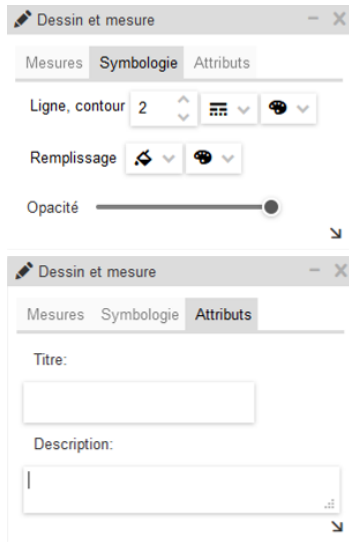 Dessin et mesure
Mesures Symbologie Attributs
Ligne, contour 2
Remplissage
Opacité
Dessin et mesure
Mesures Symbologie Attributs
Titre:
Description: